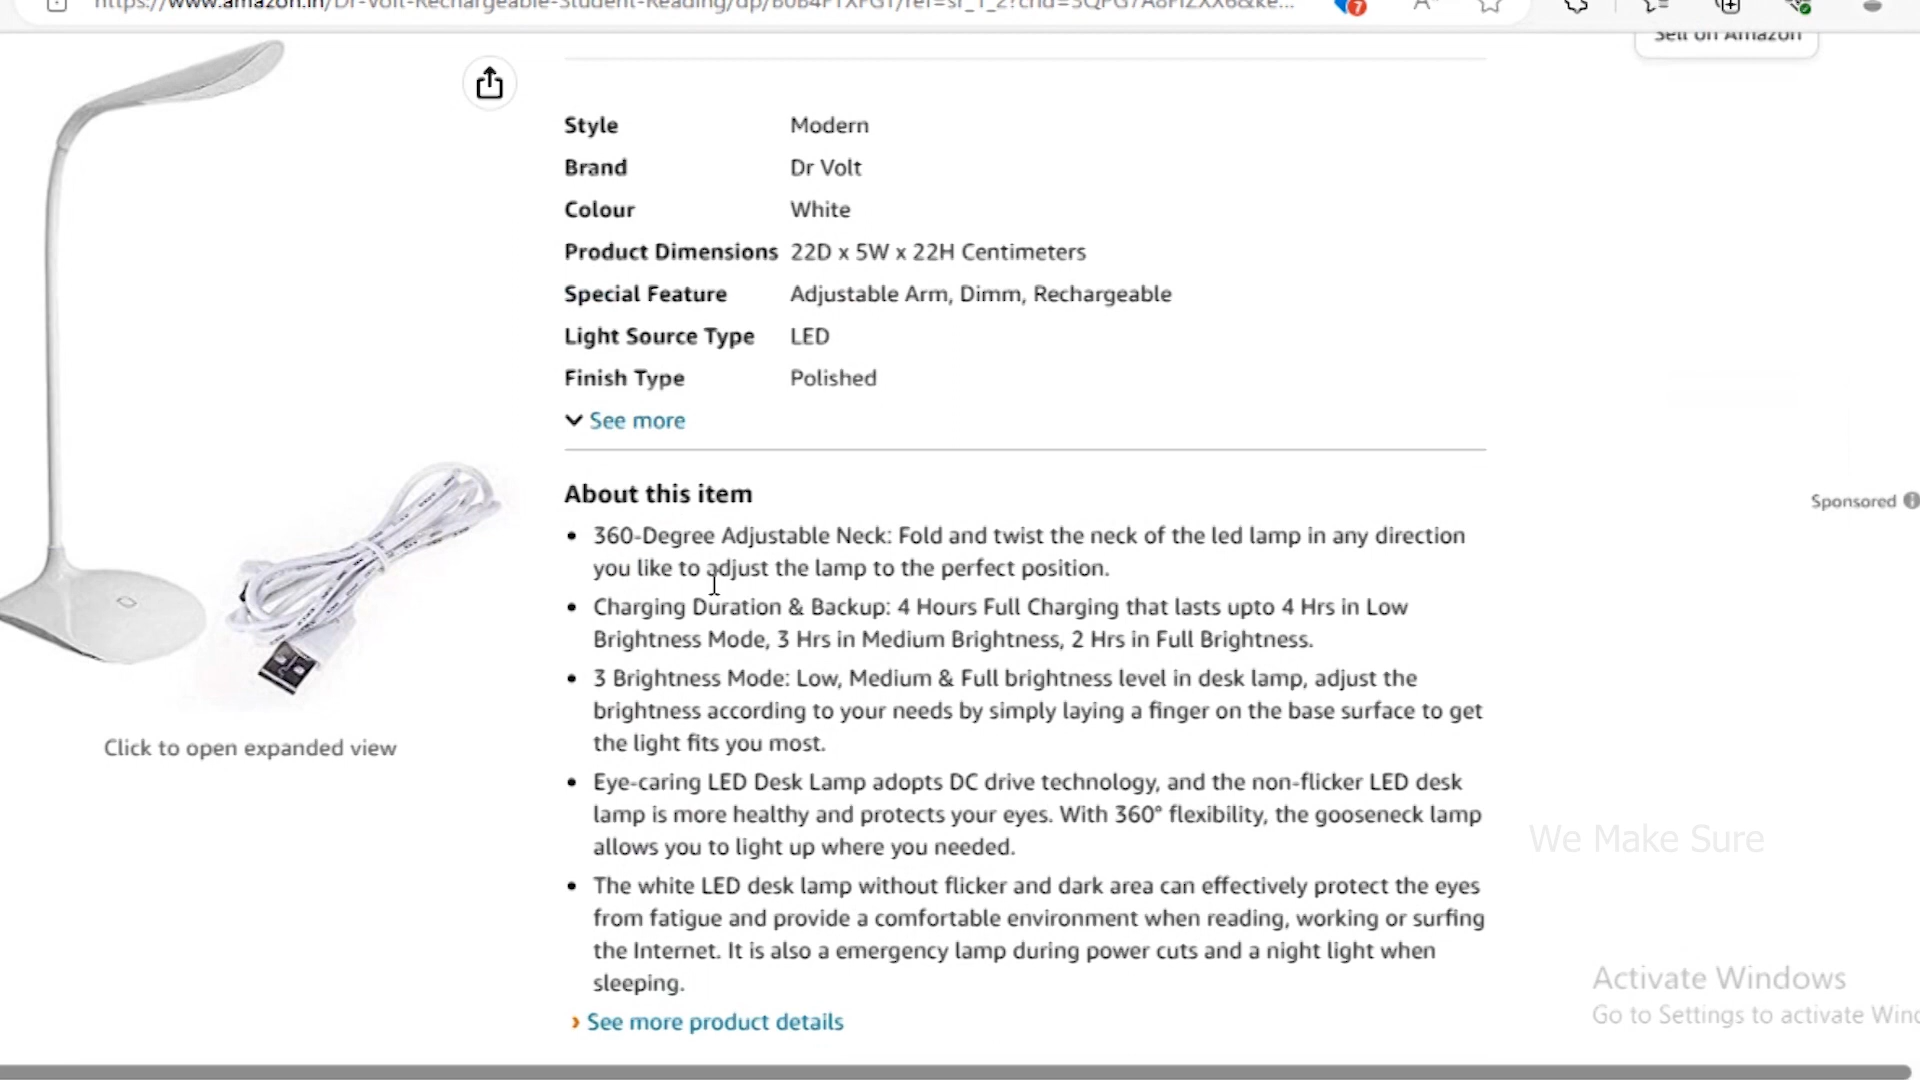 7
Sell on Amazon
Style Modern
Brand Dr Volt
Colour White
Product Dimensions 22D x 5W x 22H Centimeters
Special Feature Adjustable Arm, Dimm, Rechargeable
Light Source Type LED
Finish Type Polished
See more
About this item
Sponsored
• 360-Degree Adjustable Neck: Fold and twist the neck of the led lamp in any direction
you like to adjust the lamp to the perfect position.
• Charging Duration & Backup: 4 Hours Full Charging that lasts upto 4 Hrs in Low
Brightness Mode, 3 Hrs in Medium Brightness, 2 Hrs in Full Brightness.
• 3 Brightness Mode: Low, Medium & Full brightness level in desk lamp, adjust the
brightness according to your needs by simply laying a finger on the base surface to get
the light fits you most.
Click to open expanded view
• Eye-caring LED Desk Lamp adopts DC drive technology, and the non-flicker LED desk
lamp is more healthy and protects your eyes. With 360° flexibility, the gooseneck lamp
allows you to light up where you needed.
We Make Sure
• The white LED desk lamp without flicker and dark area can effectively protect the eyes
from fatigue and provide a comfortable environment when reading, working or surfing
the Internet. It is also a emergency lamp during power cuts and a night light when
sleeping.
› See more product details
Activate Windows
Go to Settings to activate Winc